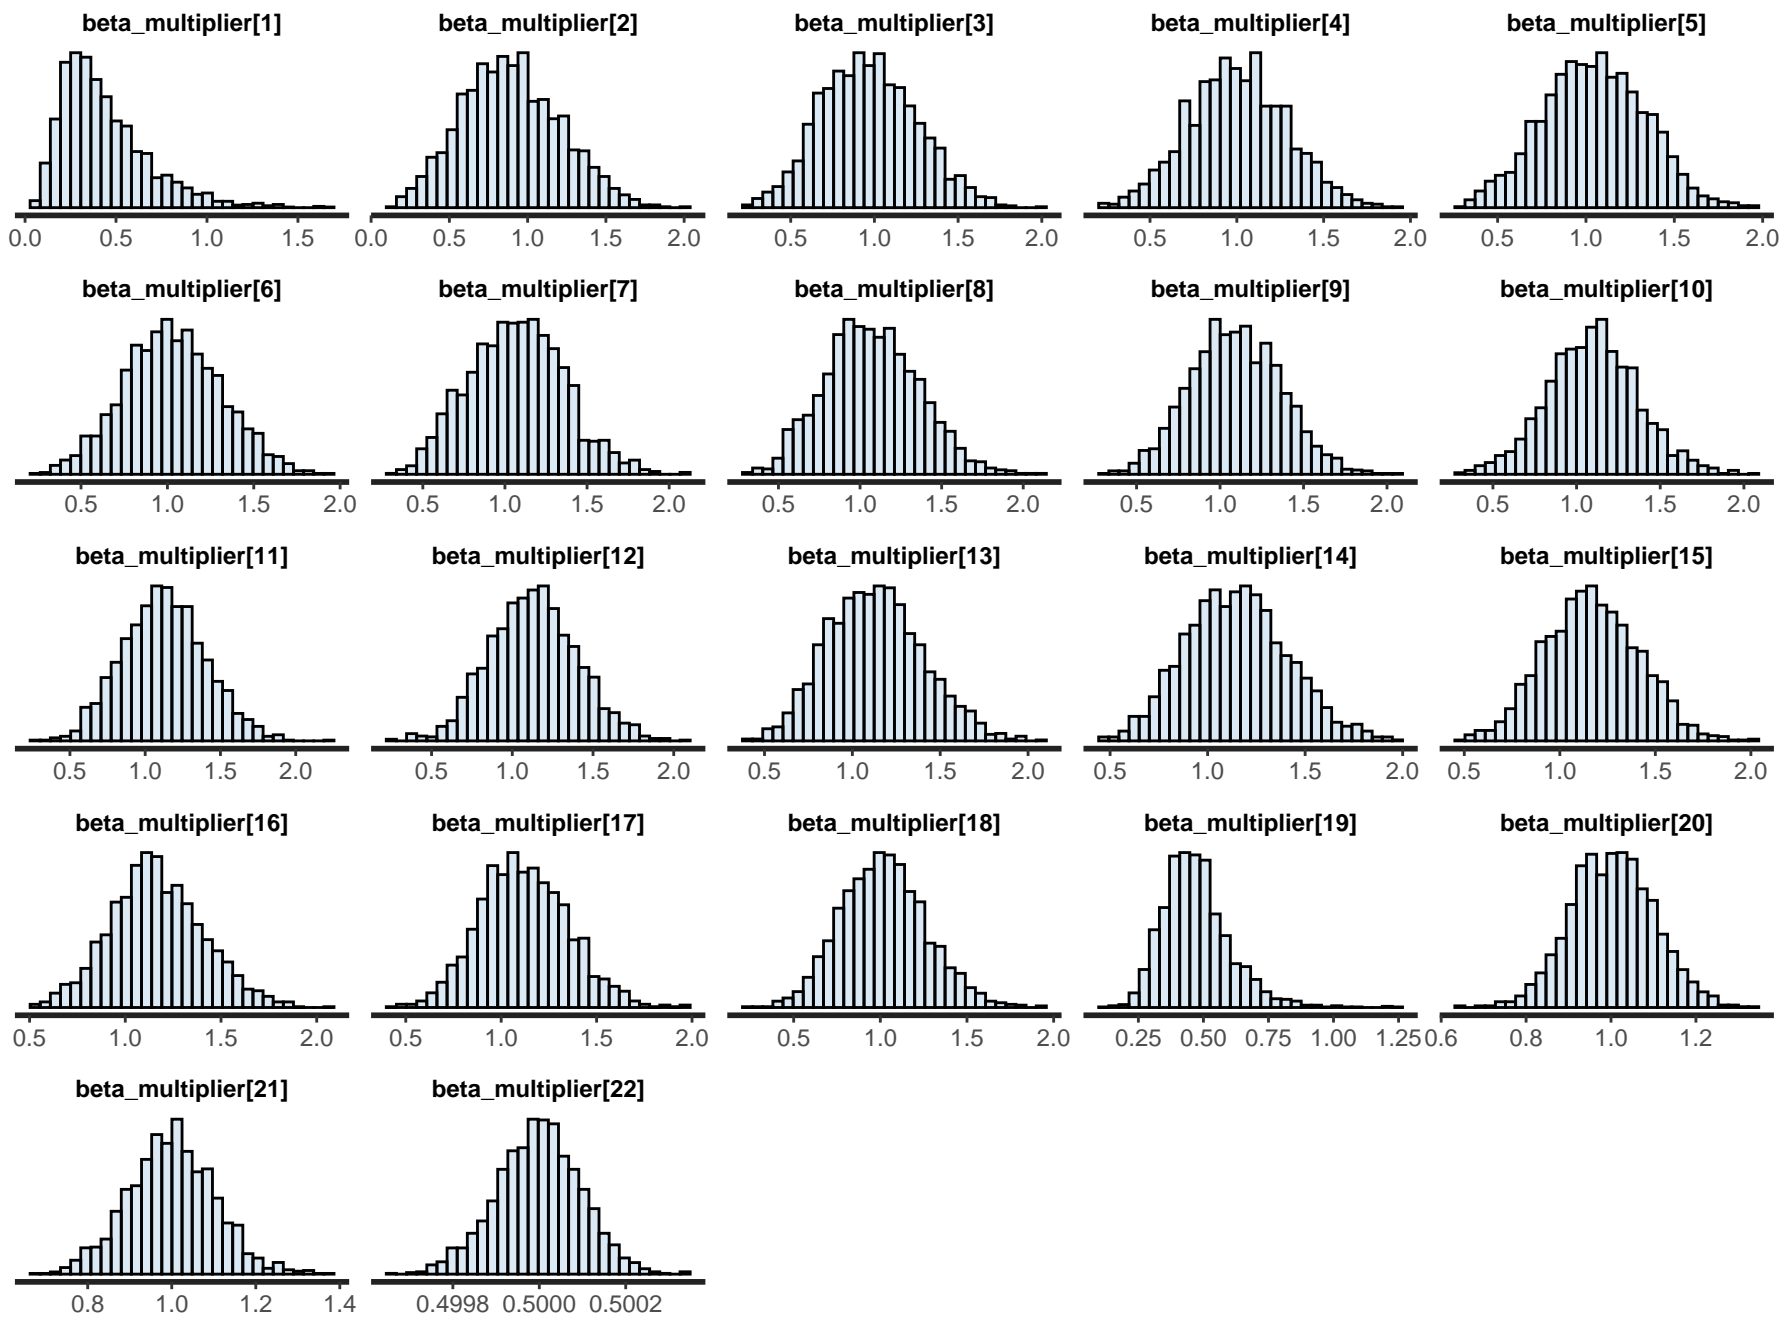 beta_multiplier[1] beta_multiplier[2] beta_multiplier[3] beta_multiplier[4] beta_multiplier[5]
0.0 0.5 1.0 1.5 0.0 0.5 1.0 1.5 2.0 0.5 1.0 1.5 2.0 0.5 1.0 1.5 2.0 0.5 1.0 1.5 2.0
beta_multiplier[6] beta_multiplier[7] beta_multiplier[8] beta_multiplier[9] beta_multiplier[10]
0.5 1.0 1.5 2.0 0.5 1.0 1.5 2.0 0.5 1.0 1.5 2.0 0.5 1.0 1.5 2.0 0.5 1.0 1.5 2.0
beta_multiplier[11] beta_multiplier[12] beta_multiplier[13] beta_multiplier[14] beta_multiplier[15]
0.5 1.0 1.5 2.0 0.5 1.0 1.5 2.0 0.5 1.0 1.5 2.0 0.5 1.0 1.5 2.0 0.5 1.0 1.5 2.0
beta_multiplier[16] beta_multiplier[17] beta_multiplier[18] beta_multiplier[19] beta_multiplier[20]
0.5 1.0 1.5 2.0 0.5 1.0 1.5 2.0 0.5 1.0 1.5 2.0 0.25 0.50 0.75 1.00 1.25 0.6 0.8 1.0 1.2
beta_multiplier[21] beta_multiplier[22]
0.8 1.0 1.2 1.4 0.4998 0.5000 0.5002